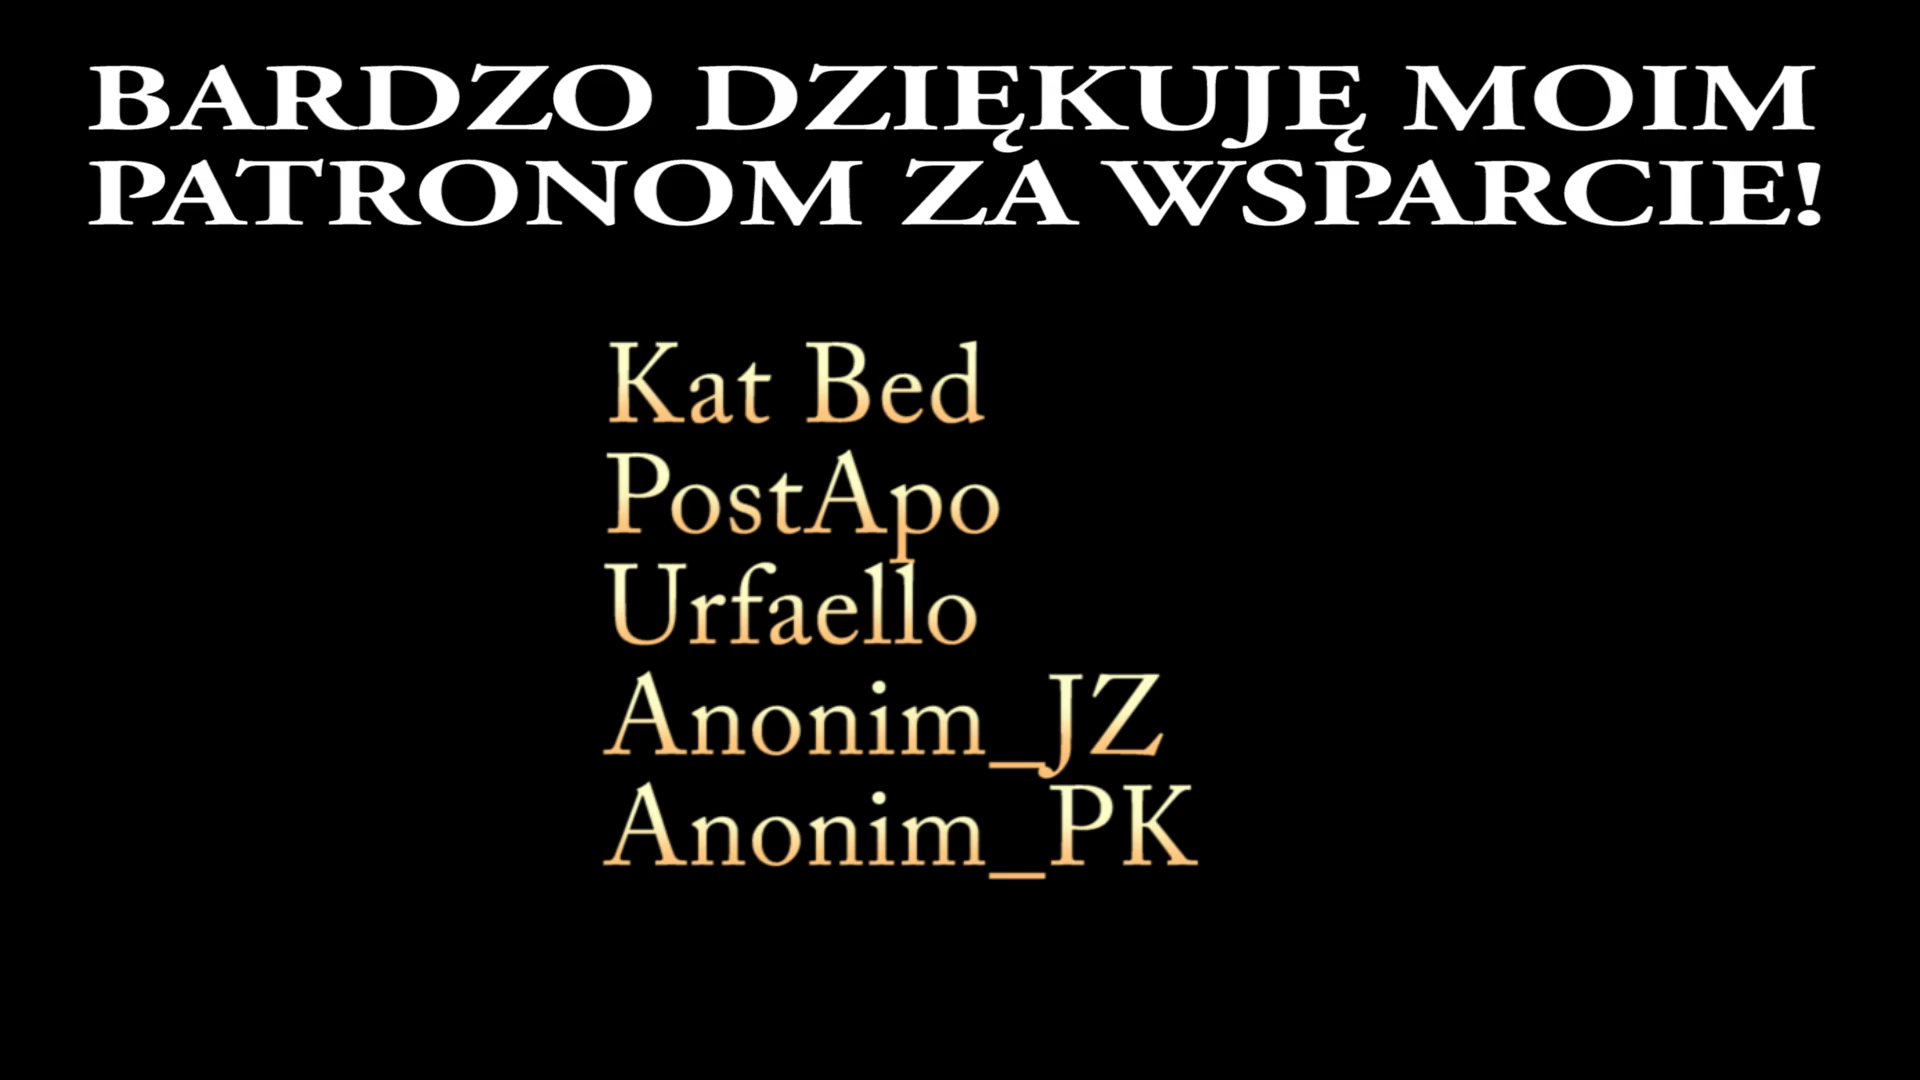 BARDZO DZIĘKUJĘ MOIM
PATRONOM ZA WSPARCIE!
Kat Bed
PostApo
Urfaello
Anonim_JZ
Anonim_PK